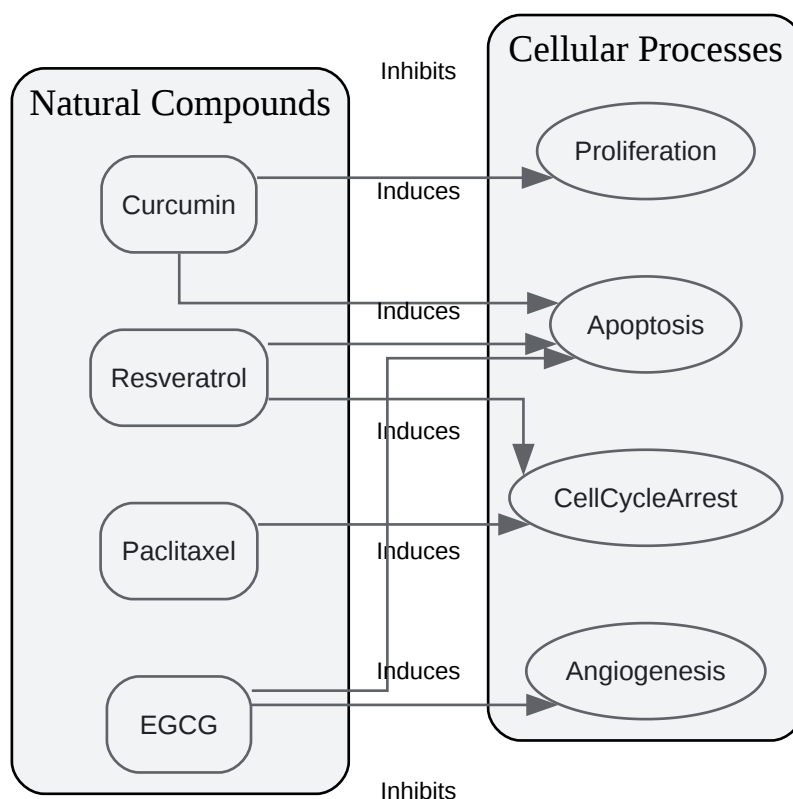 Natural Compounds
Curcumin
Resveratrol
Paclitaxel
EGCG
Inhibits
Induces
Induces
Induces
Induces
Induces
Inhibits
Cellular Processes
Proliferation
Apoptosis
CellCycleArrest
Angiogenesis